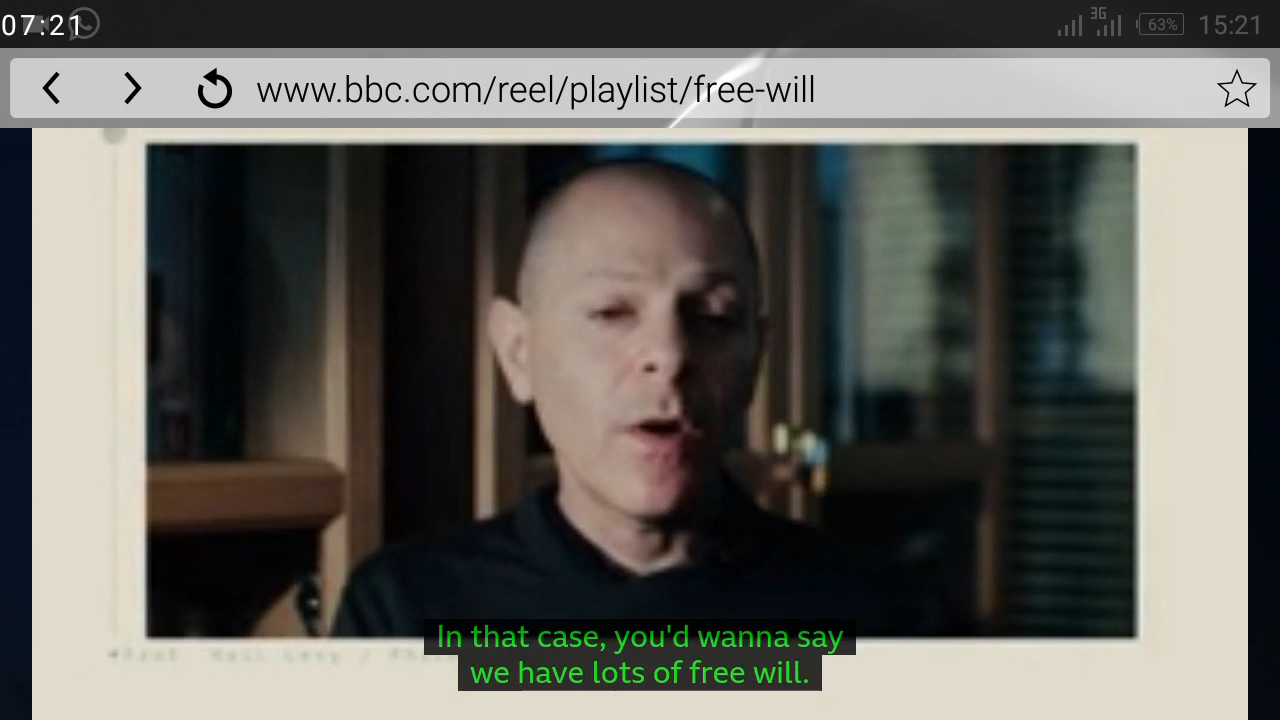 07:21
3G
63%
15:21
www.bbc.com/reel/playlist/free-will
In that case, you'd wanna say
we have lots of free will.